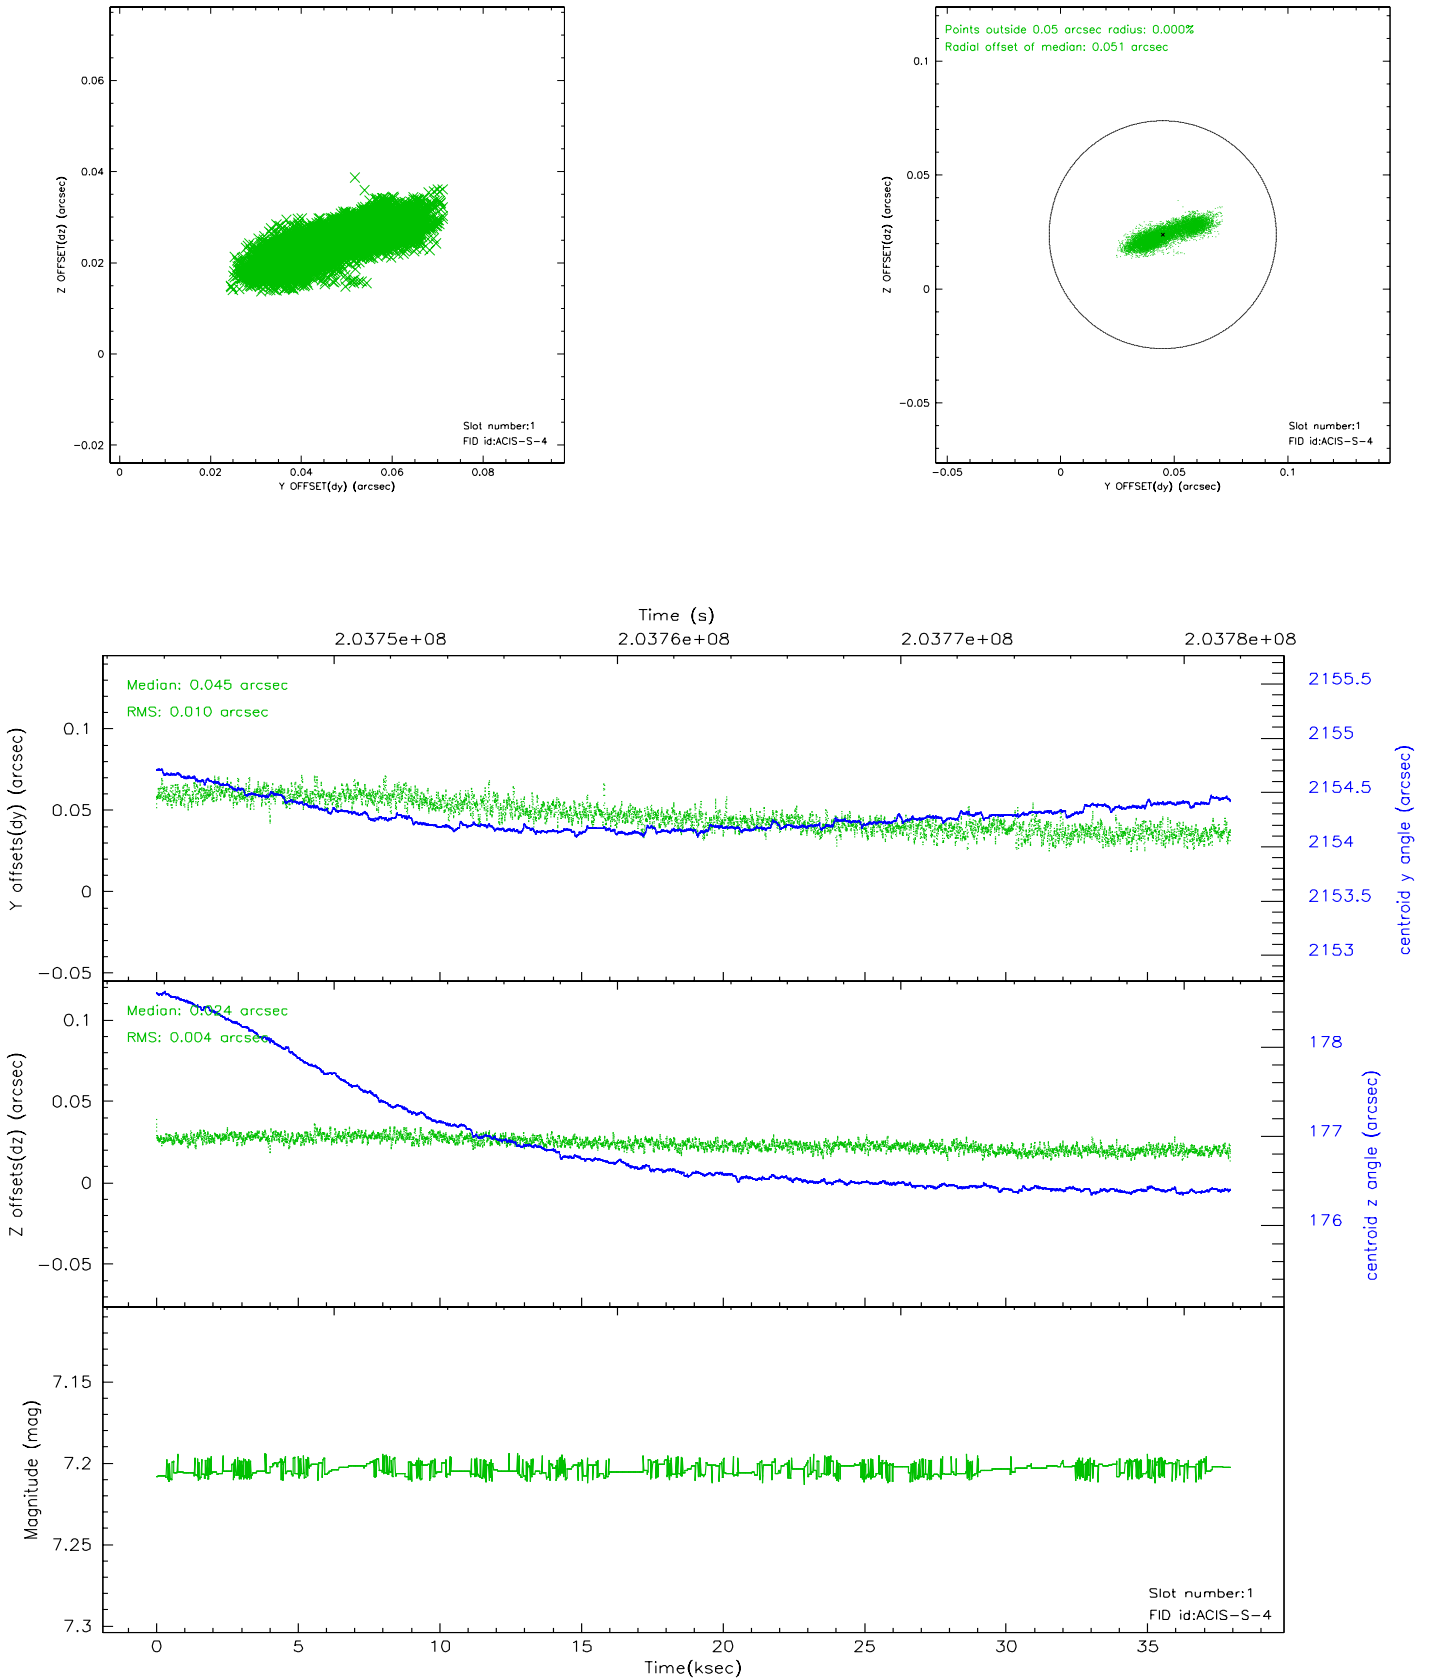 0.06
0.04
0.02
0
−0.02
Z OFFSET(dz) (arcsec)
0 0.02 0.04 0.06 0.08
Y OFFSET(dy) (arcsec)
Slot number:1
FID id:ACIS−S−4
Points outside 0.05 arcsec radius: 0.000%
Radial offset of median: 0.051 arcsec
0.1
0.05
0
−0.05
Z OFFSET(dz) (arcsec)
−0.05 0 0.05 0.1
Y OFFSET(dy) (arcsec)
Slot number:1
FID id:ACIS−S−4
Time (s)
2.0375e+08 2.0376e+08 2.0377e+08 2.0378e+08
Median: 0.045 arcsec
RMS: 0.010 arcsec
0.1
0.05
0
−0.05
Y offsets(dy) (arcsec)
2155.5
2155
2154.5
2154
2153.5
2153
centroid y angle (arcsec)
Median: 0.024 arcsec
RMS: 0.004 arcsec
0.1
0.05
0
−0.05
Z offsets(dz) (arcsec)
178
177
176
centroid z angle (arcsec)
7.15
7.2
7.25
7.3
Magnitude (mag)
Slot number:1
FID id:ACIS−S−4
0 5 10 15 20 25 30 35
Time(ksec)